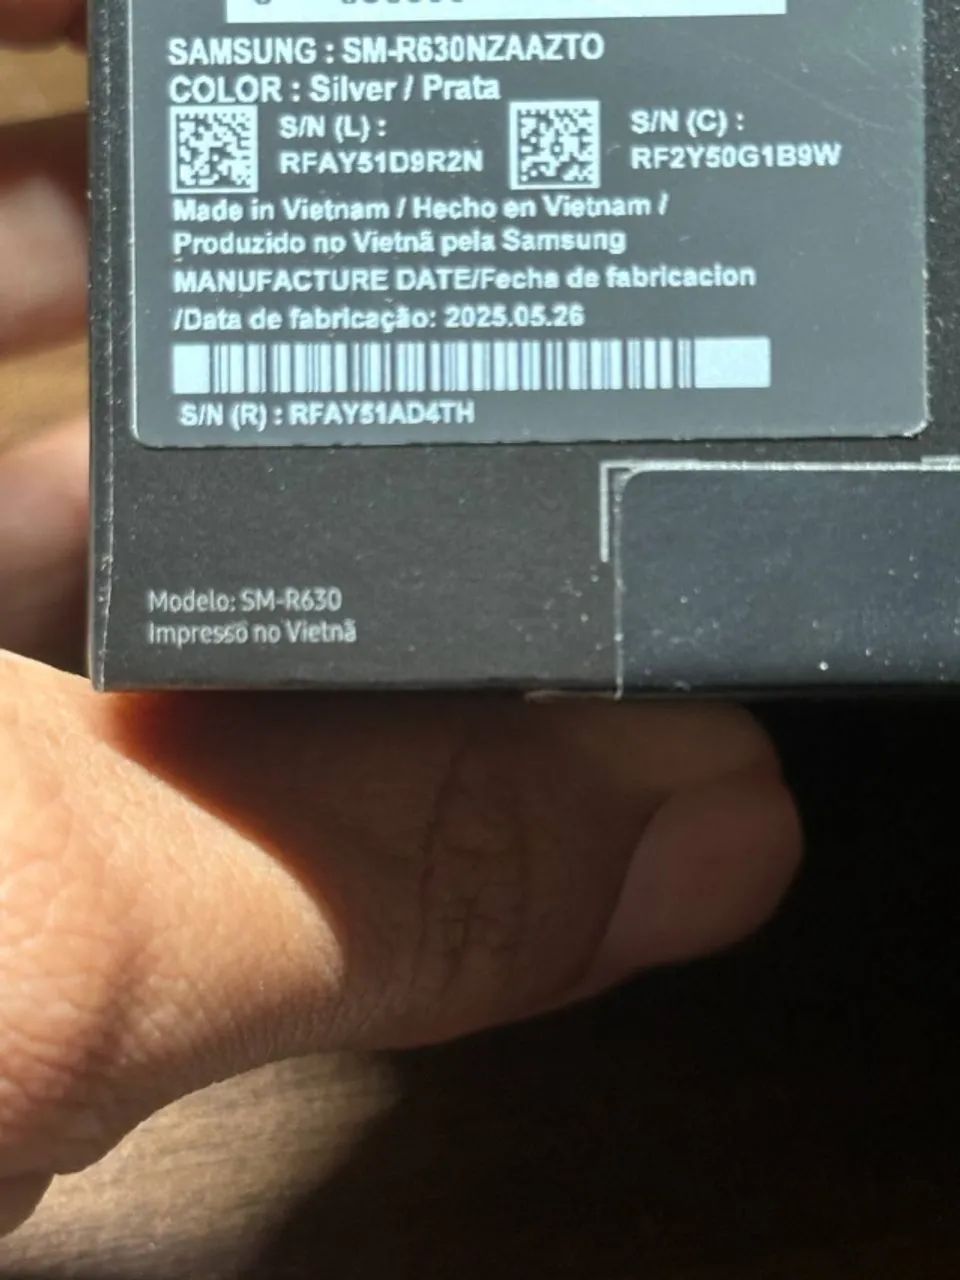 SAMSUNG : SM-R630NZAAZTO
COLOR : Silver / Prata
S/N (L) :
RFAY51D9R2N
S/N (C) :
RF2Y50G1B9W
Made in Vietnam / Hecho en Vietnam /
Produzido no Vietnã pela Samsung
MANUFACTURE DATE/Fecha de fabricacion
/Data de fabricação: 2025.05.26
S/N (R) : RFAY51AD4TH
Modelo: SM-R630
Impresso no Vietnã